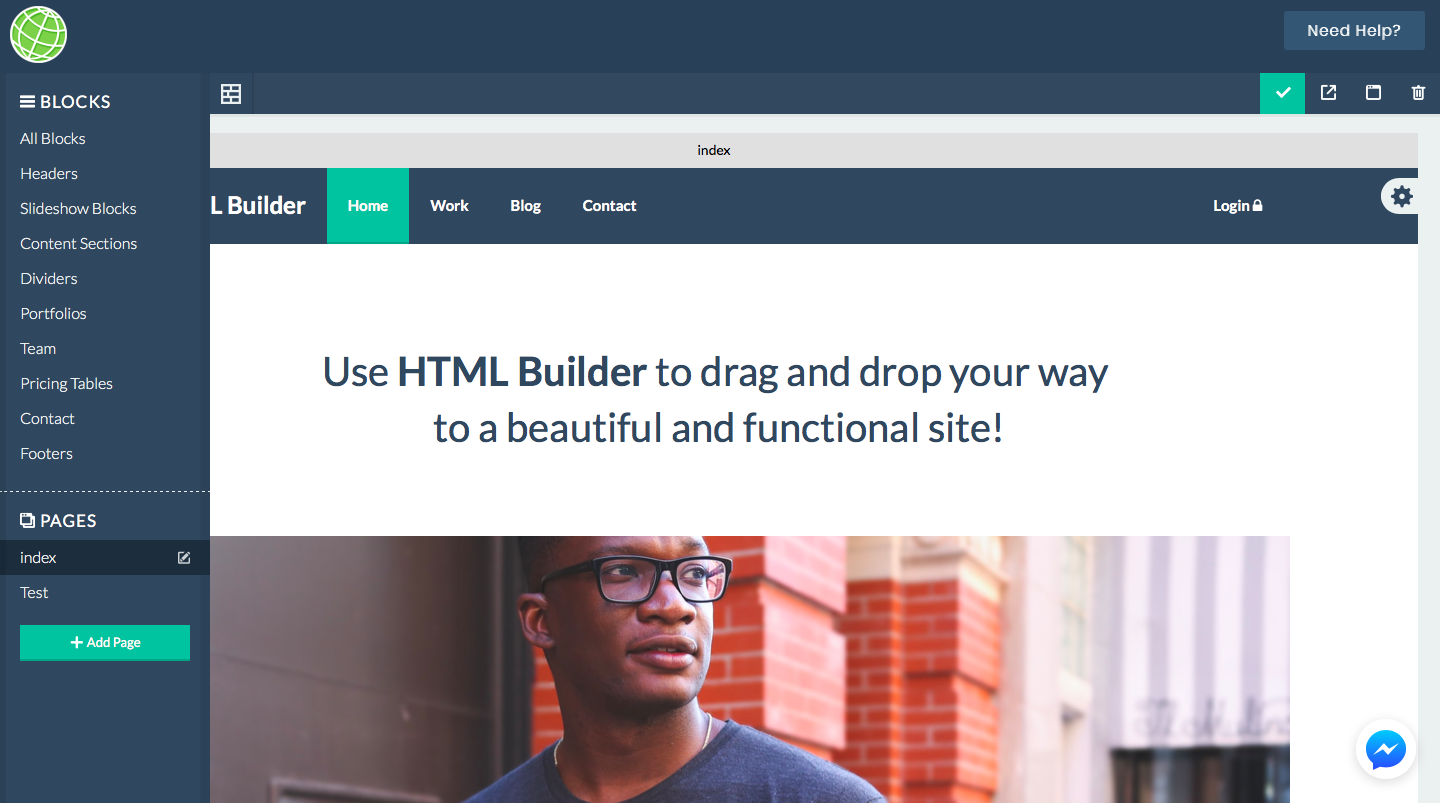 Need Help?
BLOCKS
All Blocks
Headers
Slideshow Blocks
Content Sections
Dividers
Portfolios
Team
Pricing Tables
Contact
Footers
PAGES
index
Test
Add Page
index
L Builder Home Work Blog Contact Login
Use HTML Builder to drag and drop your way
to a beautiful and functional site!